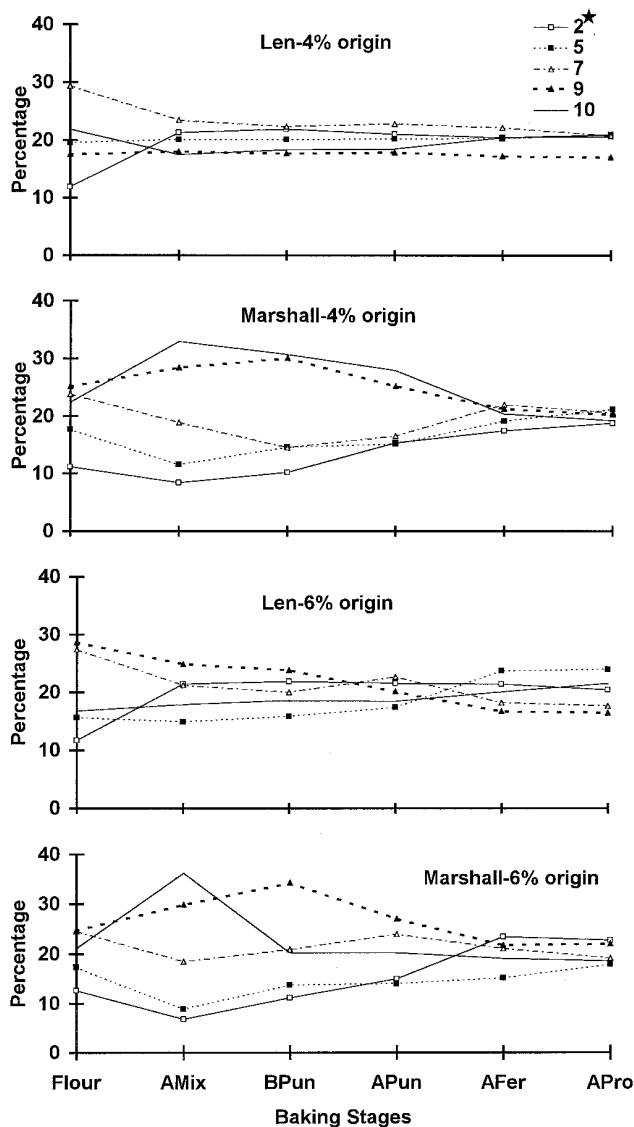 Len-4% origin
2★
5
7
9
10
Percentage
40
30
20
10
0
Marshall-4% origin
Percentage
40
30
20
10
0
Len-6% origin
Percentage
40
30
20
10
0
Marshall-6% origin
Percentage
40
30
20
10
0
Flour AMix BPun APun AFer APro
Baking Stages